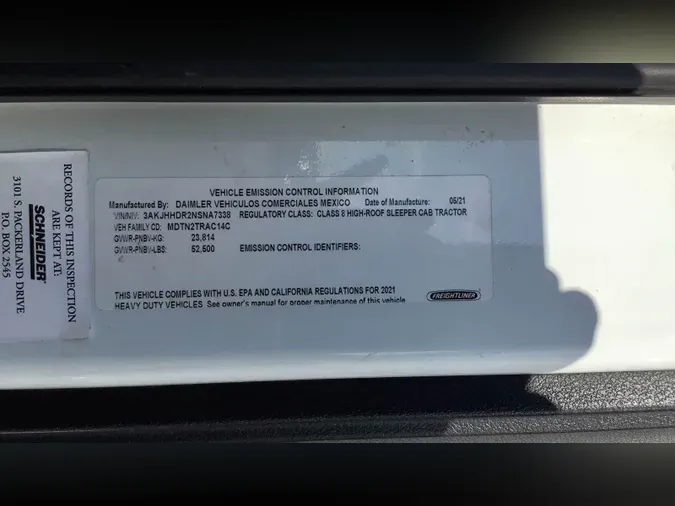 RECORDS OF THIS INSPECTION
ARE KEPT AT:
SCHNEIDER
3101 S. PACKERLAND DRIVE
P.O. BOX 2545
VEHICLE EMISSION CONTROL INFORMATION
Manufactured By: DAIMLER VEHICULOS COMERCIALES MEXICO Date of Manufacture: 05/21
VIN/NIV: 3AKJHHDR2NSNA7338 REGULATORY CLASS: CLASS 8 HIGH-ROOF SLEEPER CAB TRACTOR
VEH FAMILY CD: MDTN2TRAC14C
GVWR-PNBV-KG: 23,814
GVWR-PNBV-LBS: 52,500 EMISSION CONTROL IDENTIFIERS:
THIS VEHICLE COMPLIES WITH U.S. EPA AND CALIFORNIA REGULATIONS FOR 2021
HEAVY DUTY VEHICLES. See owner's manual for proper maintenance of this vehicle
FREIGHTLINER